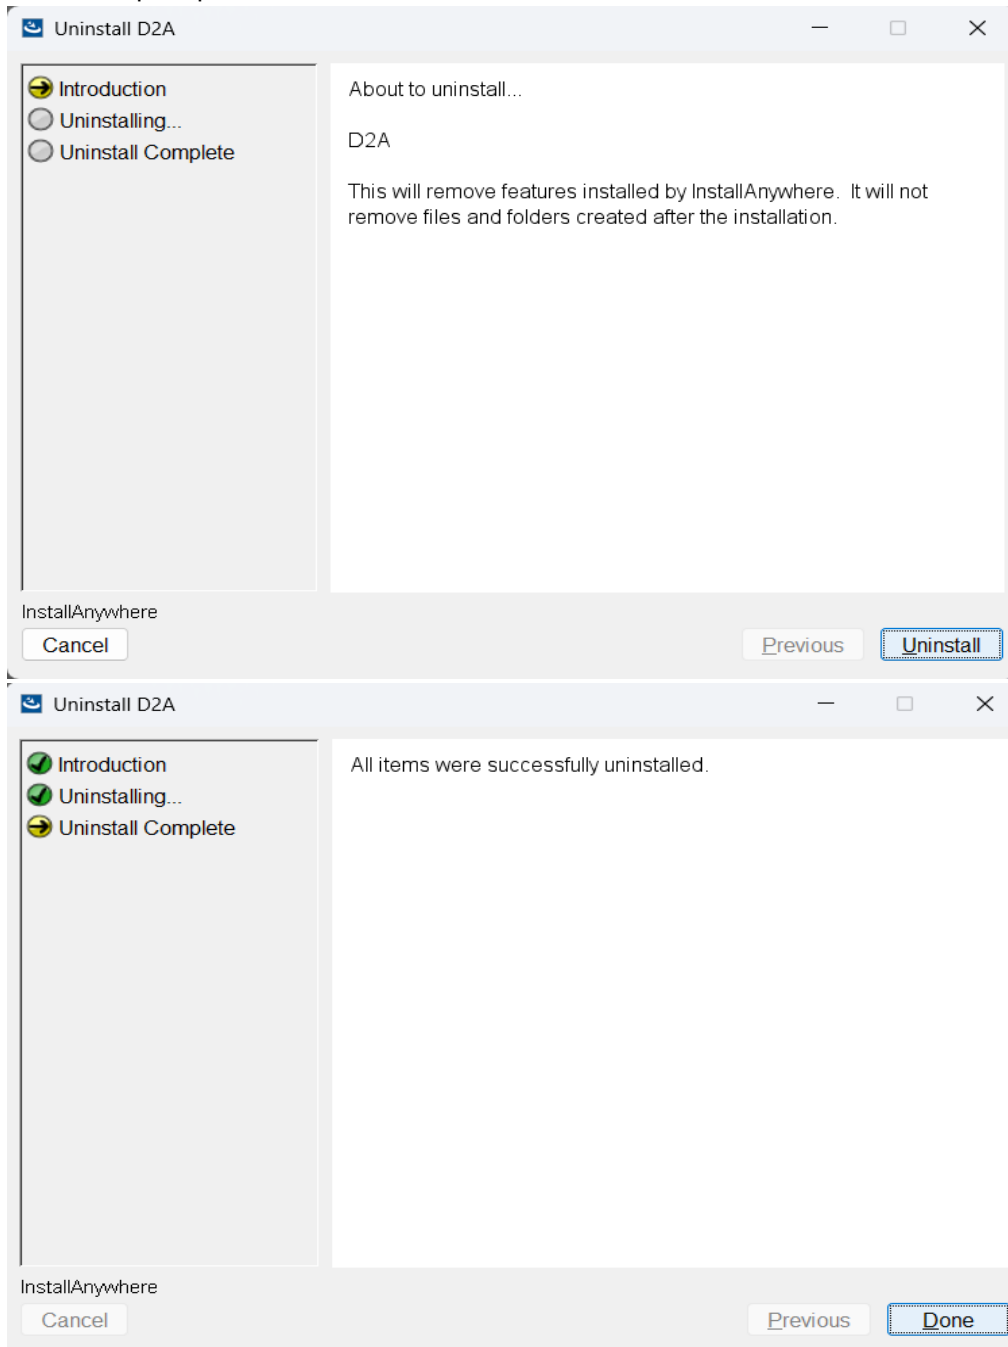 Uninstall D2A
Introduction
Uninstalling...
Uninstall Complete
About to uninstall...
D2A
This will remove features installed by InstallAnywhere. It will not
remove files and folders created after the installation.
InstallAnywhere
Cancel
Previous
Uninstall
Uninstall D2A
Introduction
Uninstalling...
Uninstall Complete
All items were successfully uninstalled.
InstallAnywhere
Cancel
Previous
Done